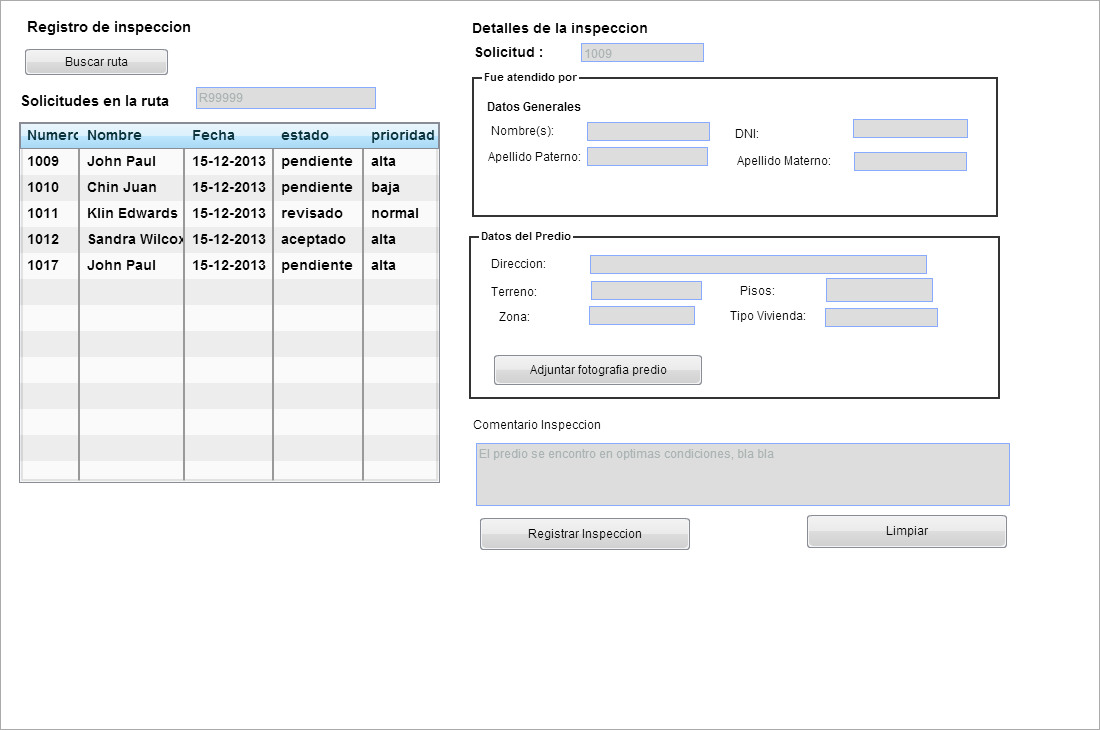 Registro de inspeccion
Buscar ruta
Solicitudes en la ruta R99999
Numero Nombre Fecha estado prioridad
1009 John Paul 15-12-2013 pendiente alta
1010 Chin Juan 15-12-2013 pendiente baja
1011 Klin Edwards 15-12-2013 revisado normal
1012 Sandra Wilcox 15-12-2013 aceptado alta
1017 John Paul 15-12-2013 pendiente alta
Detalles de la inspeccion
Solicitud : 1009
Fue atendido por
Datos Generales
Nombre(s): DNI:
Apellido Paterno: Apellido Materno:
Datos del Predio
Direccion:
Terreno: Pisos:
Zona: Tipo Vivienda:
Adjuntar fotografia predio
Comentario Inspeccion
El predio se encontro en optimas condiciones, bla bla
Registrar Inspeccion Limpiar